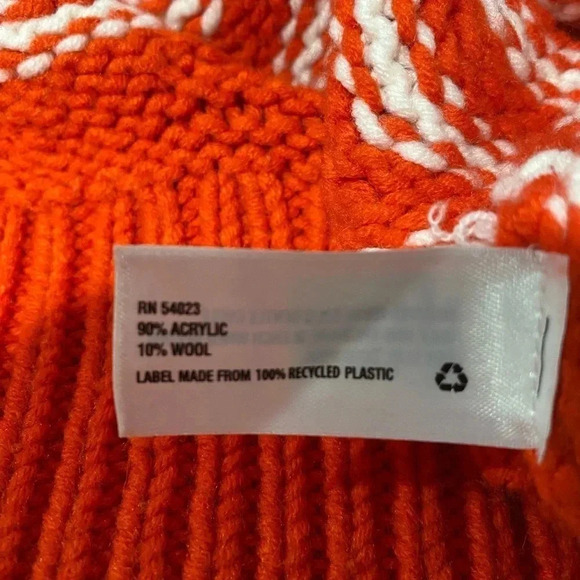 RN 54023
90% ACRYLIC
10% WOOL
LABEL MADE FROM 100% RECYCLED PLASTIC